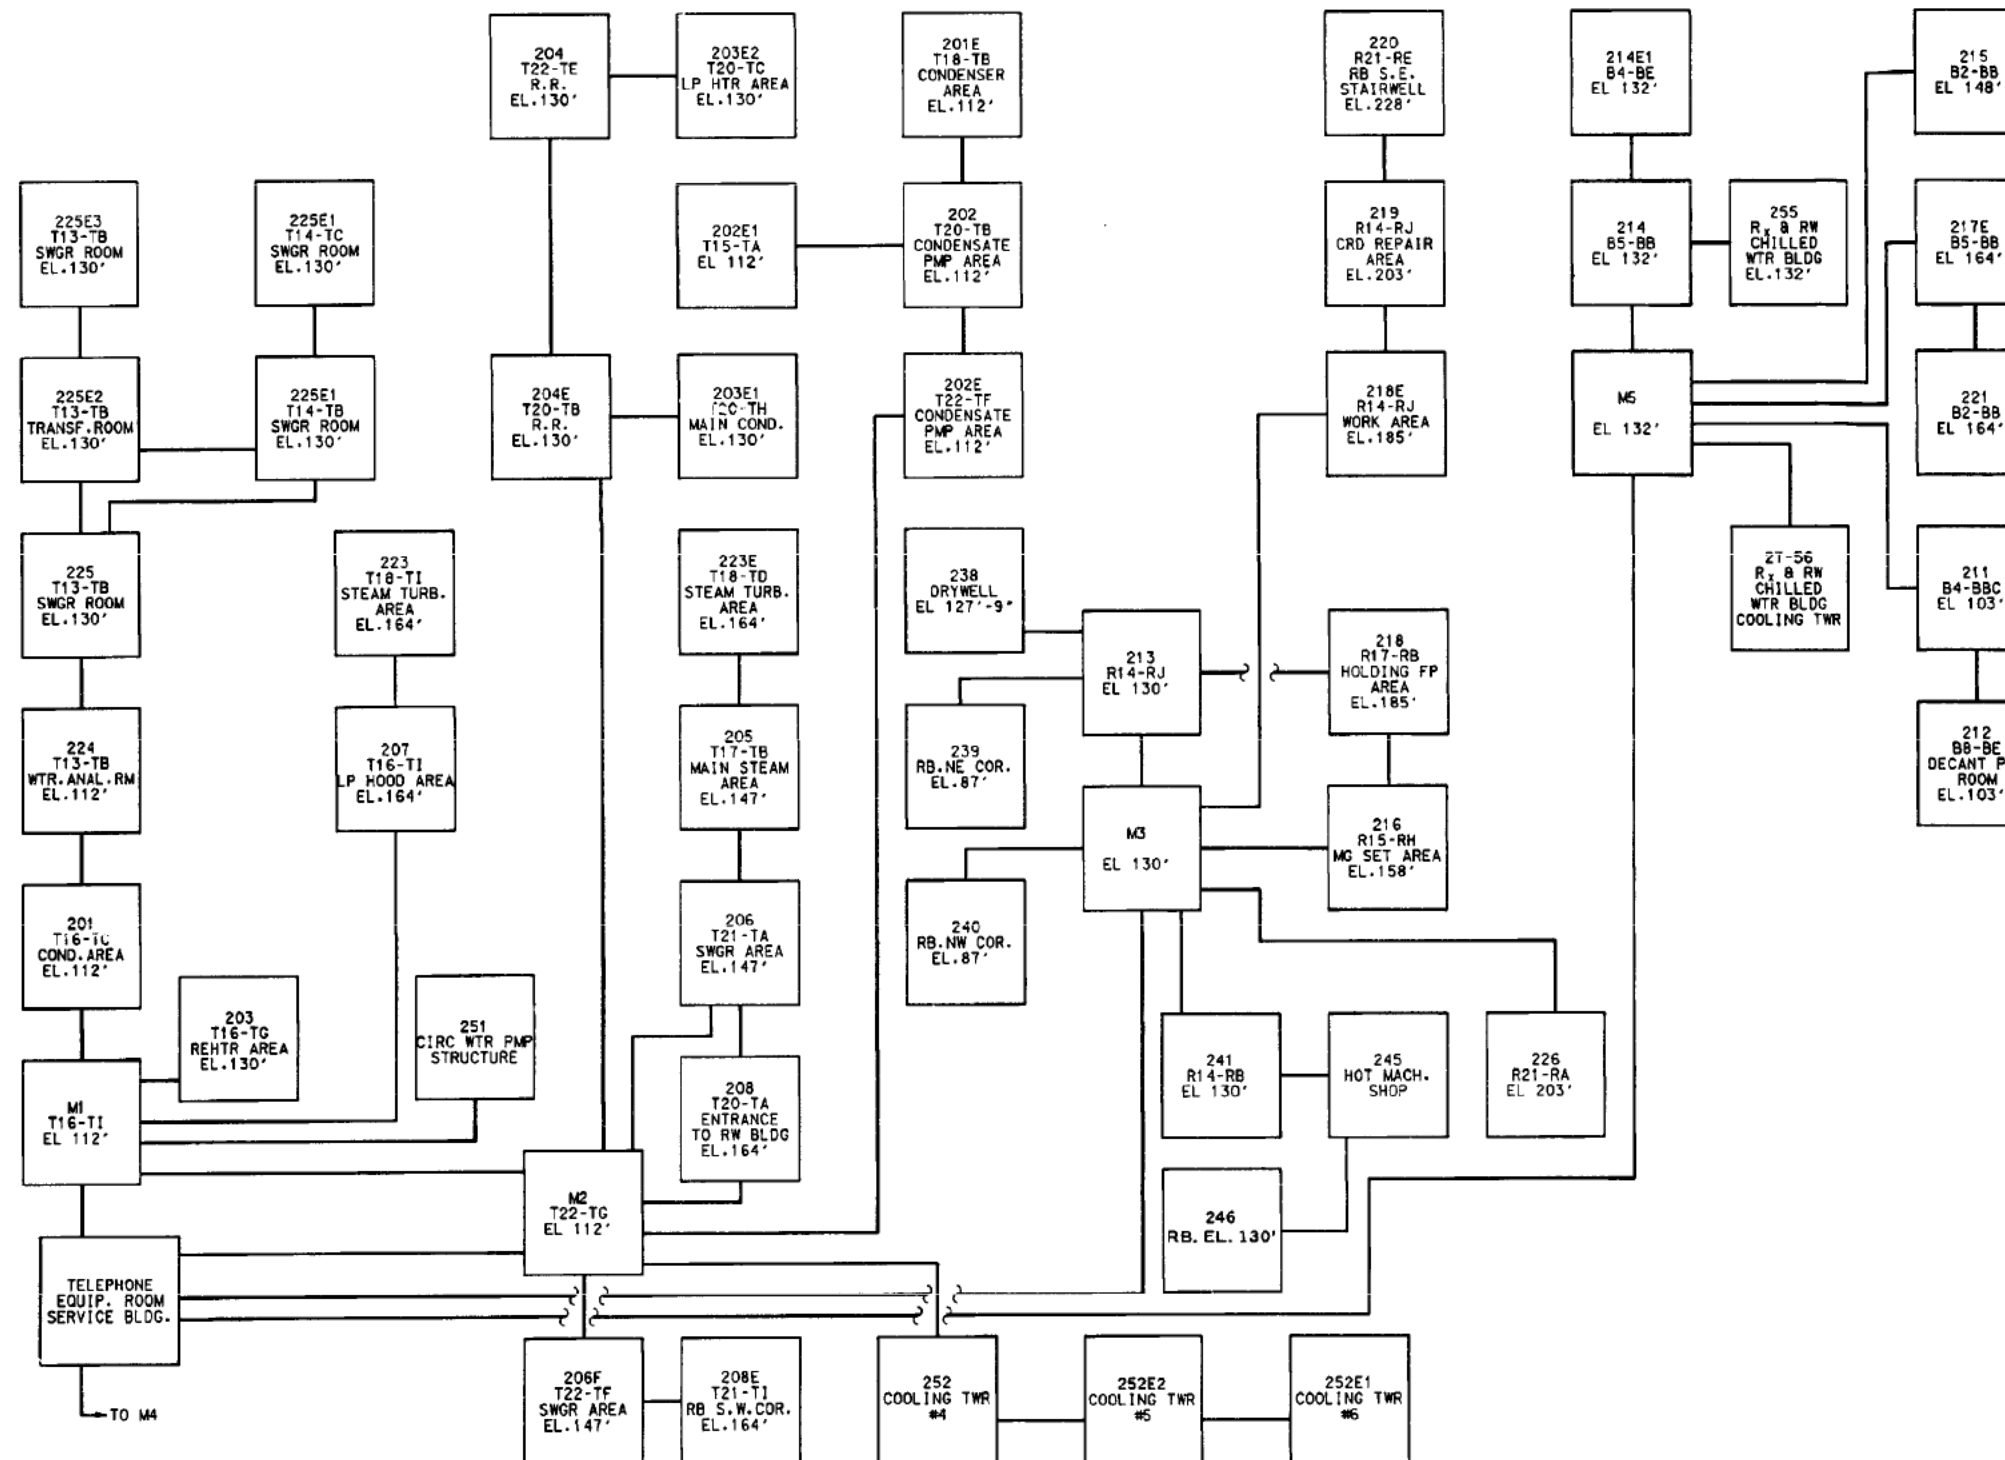 204
T22-TE
R.R.
EL.130'
203E2
T20-TC
LP HTR AREA
EL.130'
201E
T18-TB
CONDENSER
AREA
EL.112'
220
R21-RE
RB S.E.
STAIRWELL
EL.228'
214E1
B4-BE
EL 132'
215
B2-BB
EL 148'
225E3
T13-TB
SWGR ROOM
EL.130'
225E1
T14-TC
SWGR ROOM
EL.130'
202E1
T15-TA
EL 112'
202
T20-TB
CONDENSATE
PMP AREA
EL.112'
219
R14-RJ
CRD REPAIR
AREA
EL.203'
214
B5-BB
EL 132'
255
Rx & RW
CHILLED
WTR BLDG
EL.132'
217E
B5-BB
EL 164'
225E2
T13-TB
TRANSF.ROOM
EL.130'
225E1
T14-TB
SWGR ROOM
EL.130'
204E
T20-TB
R.R.
EL.130'
203E1
T20-TH
MAIN COND.
EL.130'
202E
T22-TF
CONDENSATE
PMP AREA
EL.112'
218E
R14-RJ
WORK AREA
EL.185'
M5
EL 132'
221
B2-BB
EL 164'
225
T13-TB
SWGR ROOM
EL.130'
223
T18-TI
STEAM TURB.
AREA
EL.164'
223E
T18-TD
STEAM TURB.
AREA
EL.164'
238
DRYWELL
EL 127'-9"
213
R14-RJ
EL 130'
218
R17-RB
HOLDING FP
AREA
EL.185'
2T-56
Rx & RW
CHILLED
WTR BLDG
COOLING TWR
211
B4-BBC
EL 103'
224
T13-TB
WTR.ANAL.RM
EL.112'
207
T16-TI
LP HOOD AREA
EL.164'
205
T17-TB
MAIN STEAM
AREA
EL.147'
239
RB.NE COR.
EL.87'
M3
EL 130'
216
R15-RH
MG SET AREA
EL.158'
212
B8-BE
DECANT P
ROOM
EL.103'
201
T16-TC
COND.AREA
EL.112'
206
T21-TA
SWGR AREA
EL.147'
240
RB.NW COR.
EL.87'
203
T16-TG
REHTR AREA
EL.130'
251
CIRC WTR PMP
STRUCTURE
241
R14-RB
EL 130'
245
HOT MACH.
SHOP
226
R21-RA
EL 203'
M1
T16-TI
EL 112'
208
T20-TA
ENTRANCE
TO RW BLDG
EL.164'
M2
T22-TG
EL 112'
246
RB. EL. 130'
TELEPHONE
EQUIP. ROOM
SERVICE BLDG.
TO M4
206F
T22-TF
SWGR AREA
EL.147'
208E
T21-TI
RB S.W.COR.
EL.164'
252
COOLING TWR
#4
252E2
COOLING TWR
#5
252E1
COOLING TWR
#6